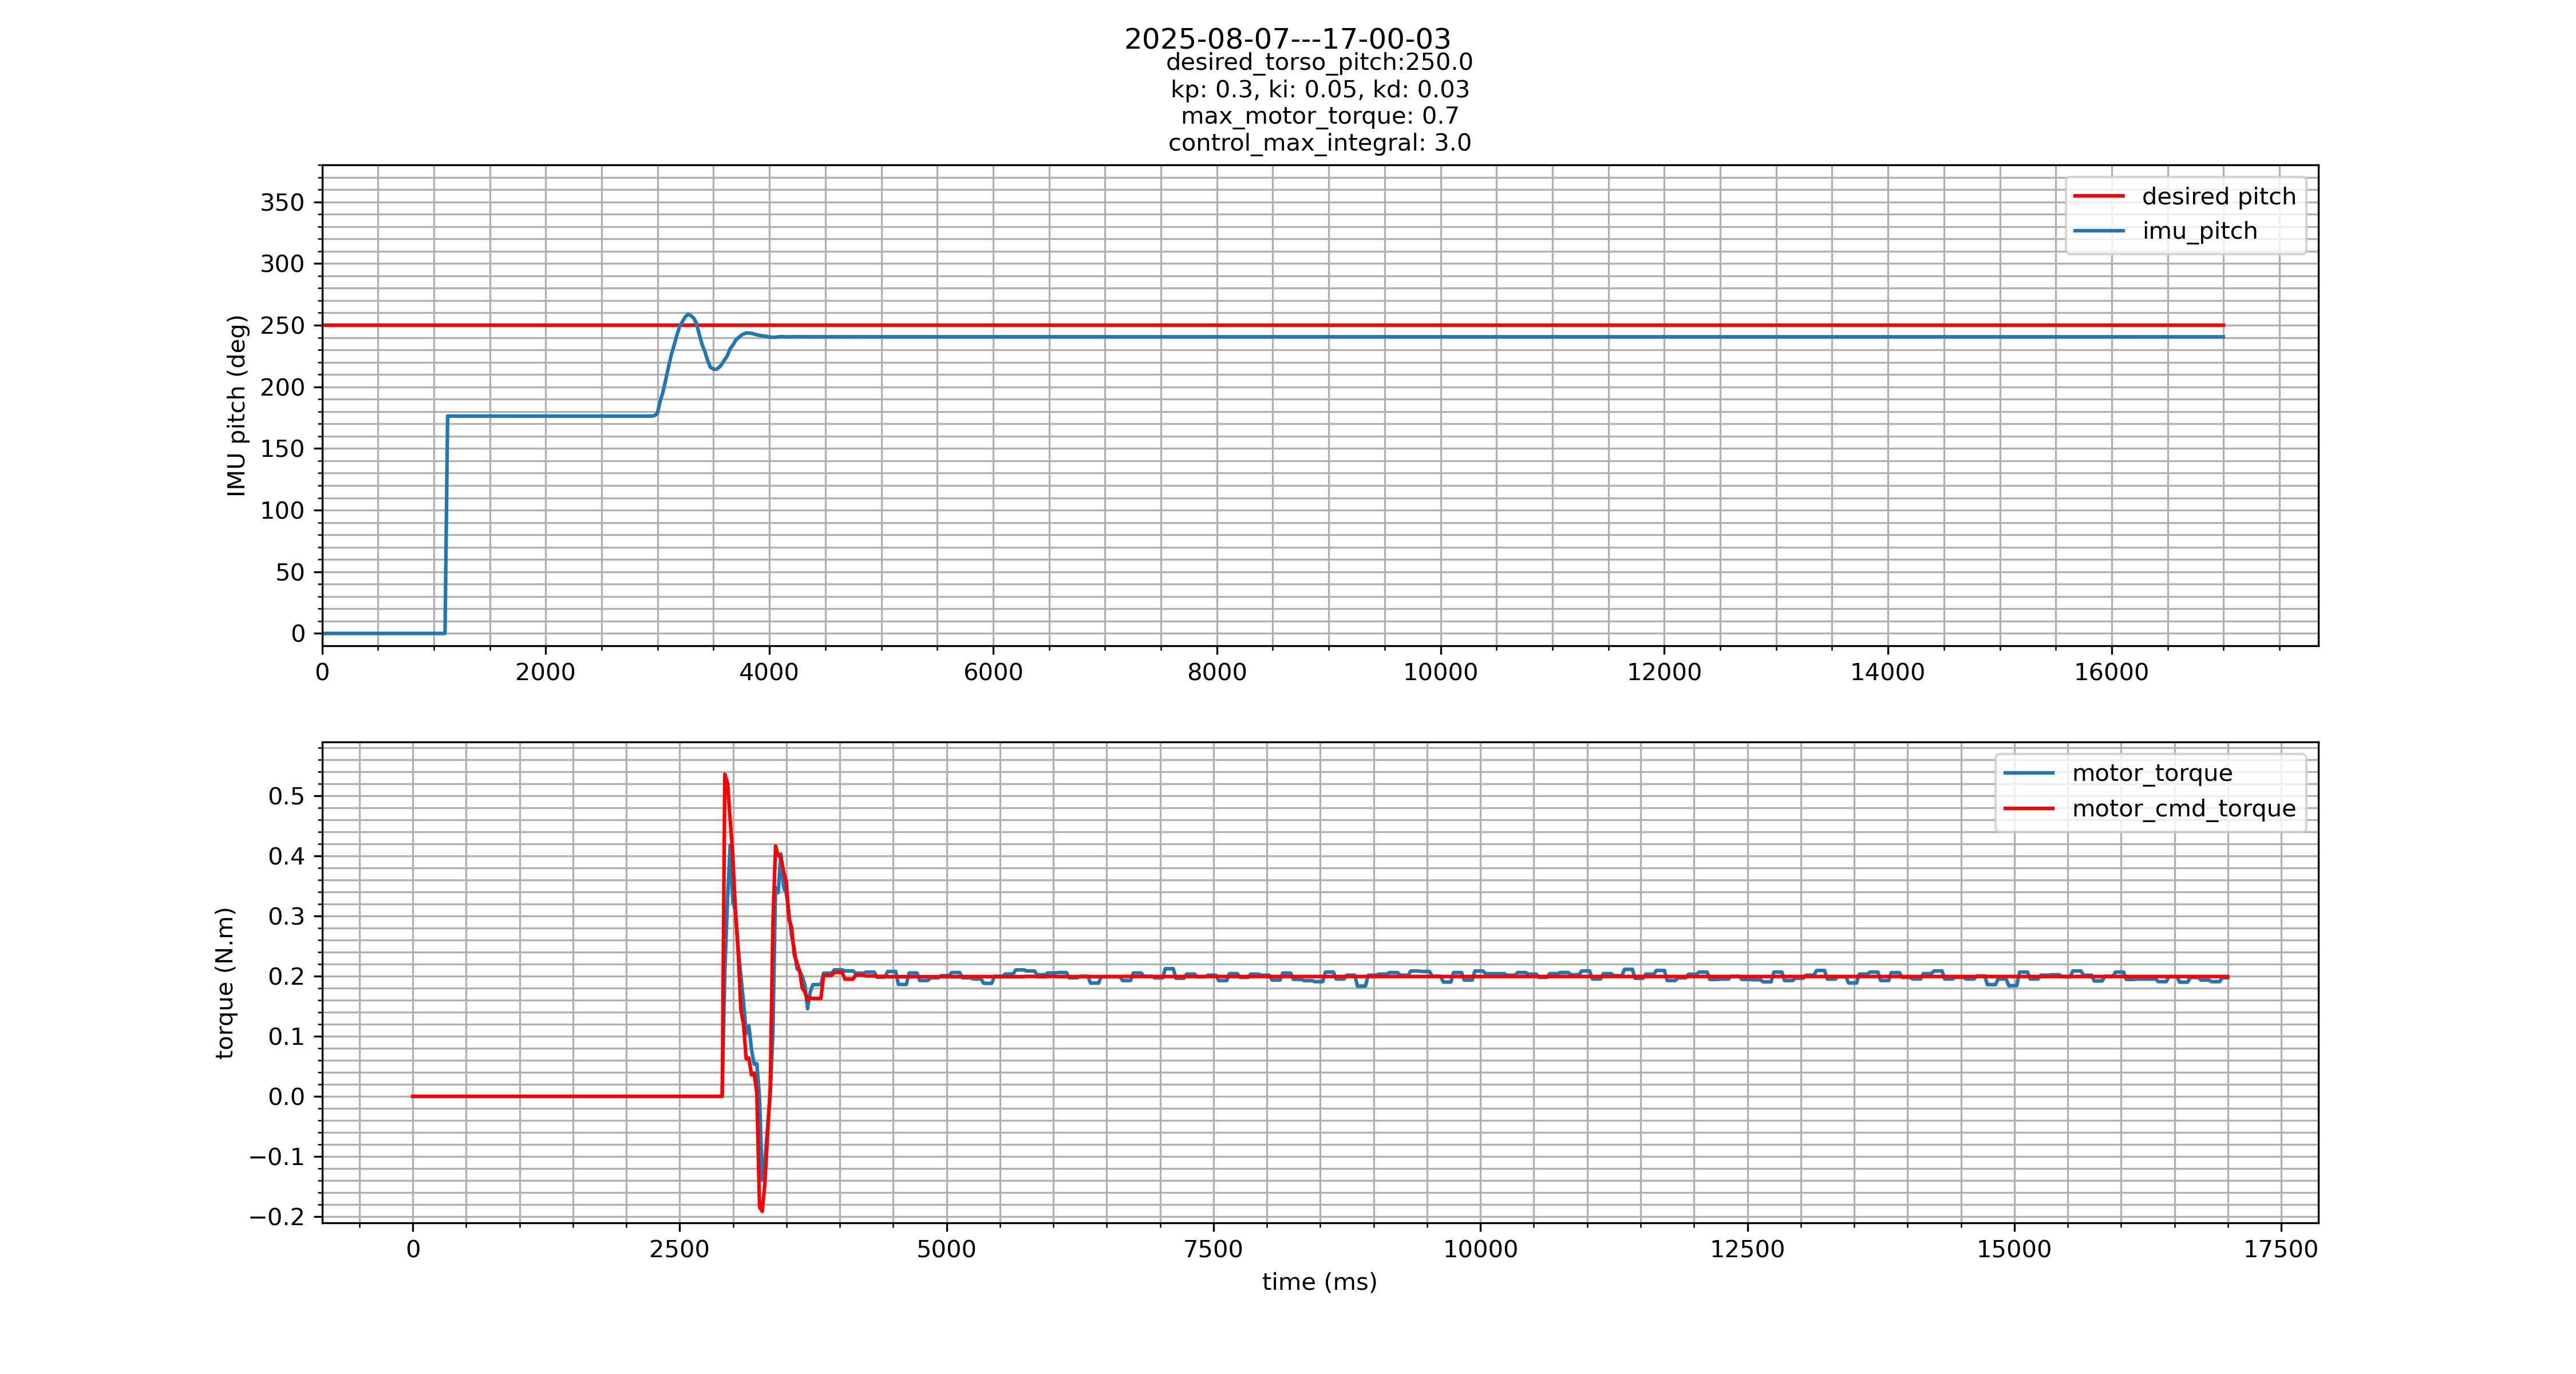 2025-08-07---17-00-03
desired_torso_pitch:250.0
kp: 0.3, ki: 0.05, kd: 0.03
max_motor_torque: 0.7
control_max_integral: 3.0
350
300
250
200
150
100
50
0
IMU pitch (deg)
desired pitch
imu_pitch
0 2000 4000 6000 8000 10000 12000 14000 16000
0.5
0.4
0.3
0.2
0.1
0.0
−0.1
−0.2
torque (N.m)
motor_torque
motor_cmd_torque
0 2500 5000 7500 10000 12500 15000 17500
time (ms)